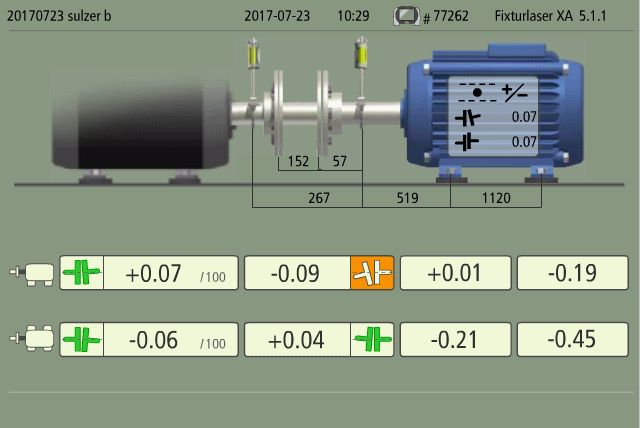 20170723 sulzer b 2017-07-23 10:29 # 77262 Fixturlaser XA 5.1.1
+/-
0.07
0.07
152 57
267 519 1120
+0.07 /100 -0.09 +0.01 -0.19
-0.06 /100 +0.04 -0.21 -0.45